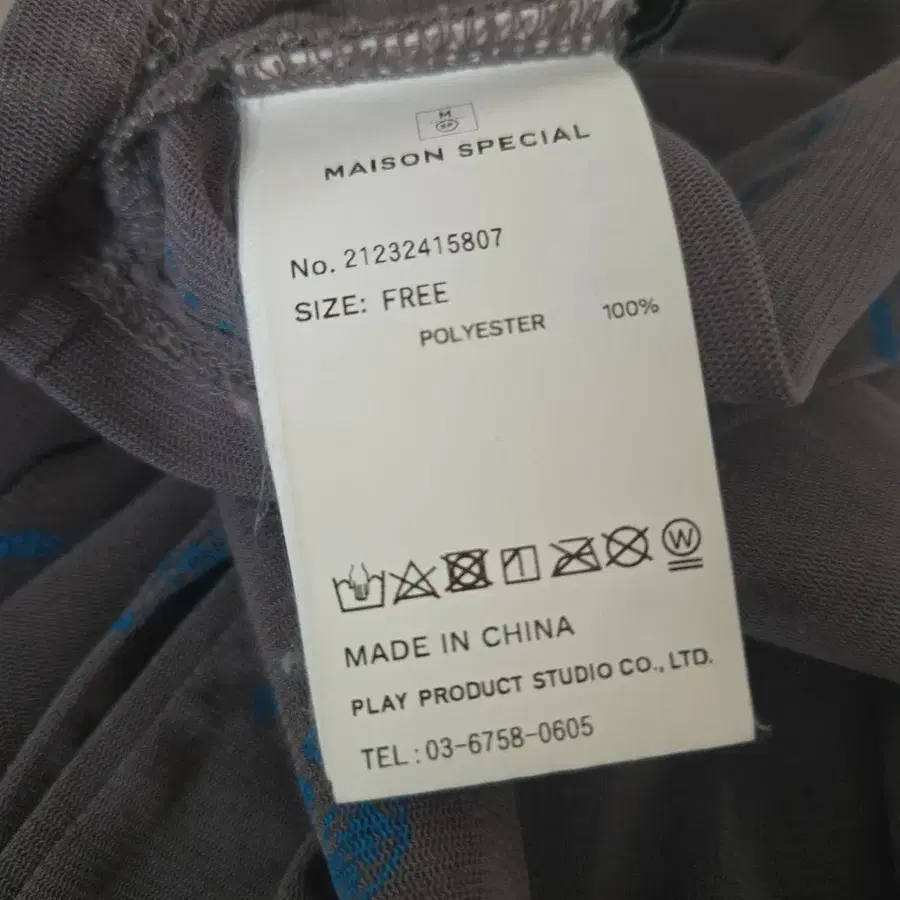 M
SP
MAISON SPECIAL
No. 21232415807
SIZE: FREE
POLYESTER 100%
W
MADE IN CHINA
PLAY PRODUCT STUDIO CO., LTD.
TEL : 03-6758-0605